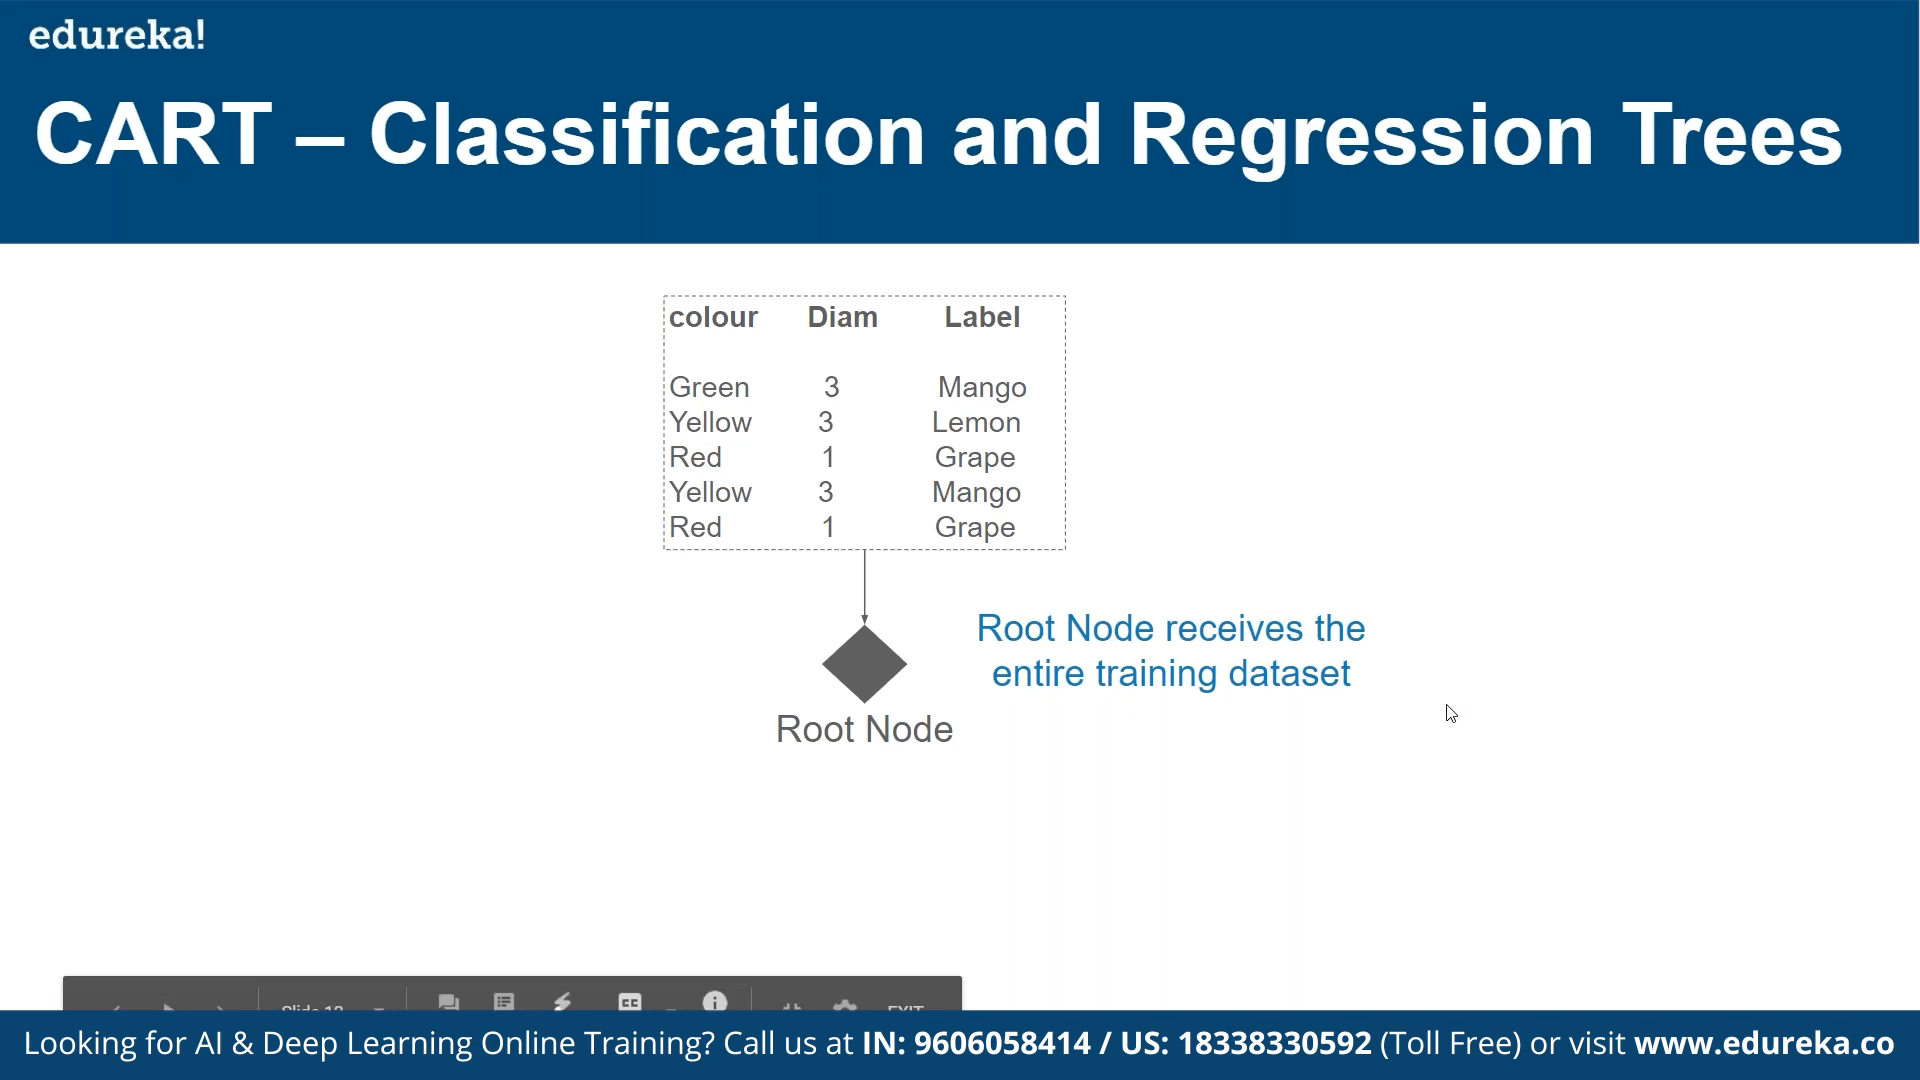 edureka!
CART – Classification and Regression Trees
colour Diam Label
Green 3 Mango
Yellow 3 Lemon
Red 1 Grape
Yellow 3 Mango
Red 1 Grape
Root Node receives the
entire training dataset
Root Node
CC
Looking for AI & Deep Learning Online Training? Call us at IN: 9606058414 / US: 18338330592 (Toll Free) or visit www.edureka.co